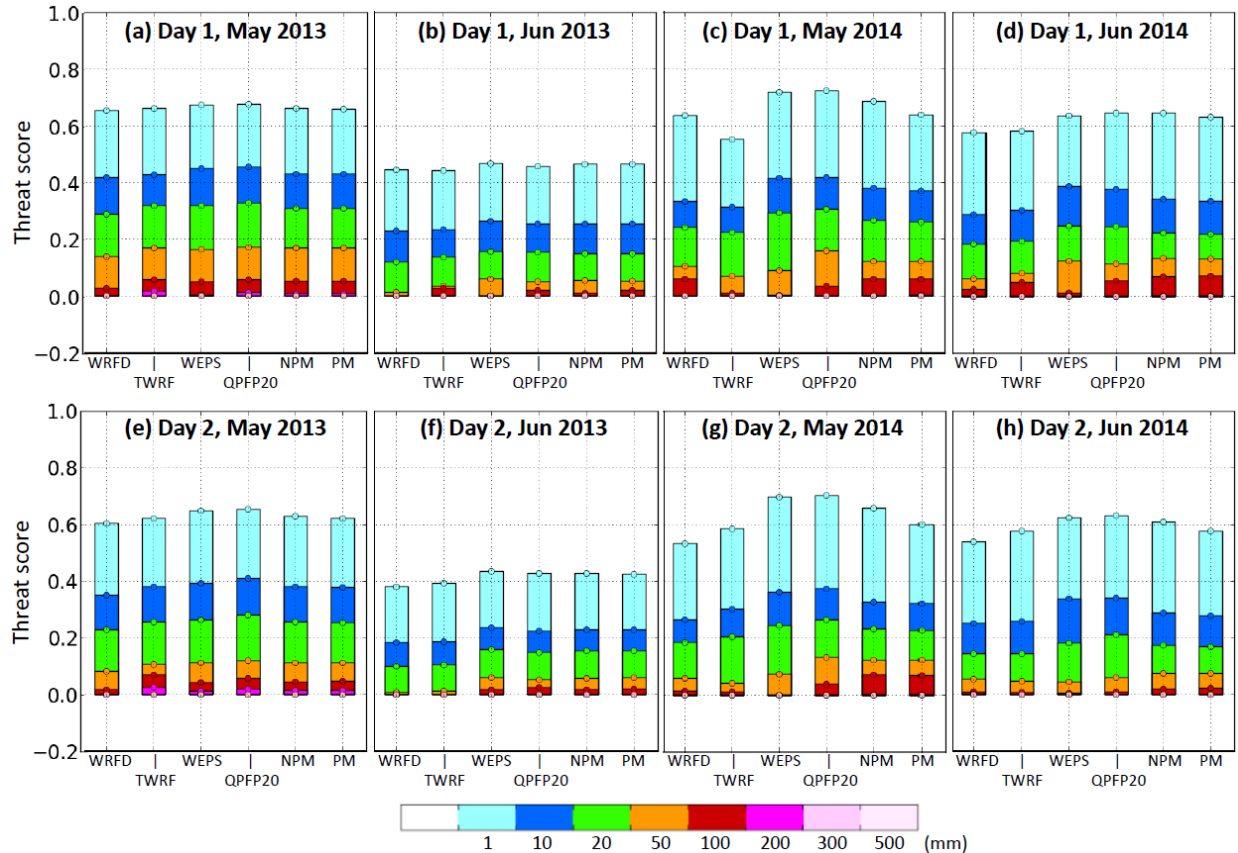 (a) Day 1, May 2013 (b) Day 1, Jun 2013 (c) Day 1, May 2014 (d) Day 1, Jun 2014
1.0
0.8
0.6
0.4
0.2
0.0
−0.2
Threat score
WRFD | WEPS | NPM PM WRFD | WEPS | NPM PM WRFD | WEPS | NPM PM WRFD | WEPS | NPM PM
TWRF QPFP20 TWRF QPFP20 TWRF QPFP20 TWRF QPFP20
(e) Day 2, May 2013 (f) Day 2, Jun 2013 (g) Day 2, May 2014 (h) Day 2, Jun 2014
1.0
0.8
0.6
0.4
0.2
0.0
−0.2
Threat score
WRFD | WEPS | NPM PM WRFD | WEPS | NPM PM WRFD | WEPS | NPM PM WRFD | WEPS | NPM PM
TWRF QPFP20 TWRF QPFP20 TWRF QPFP20 TWRF QPFP20
1 10 20 50 100 200 300 500 (mm)